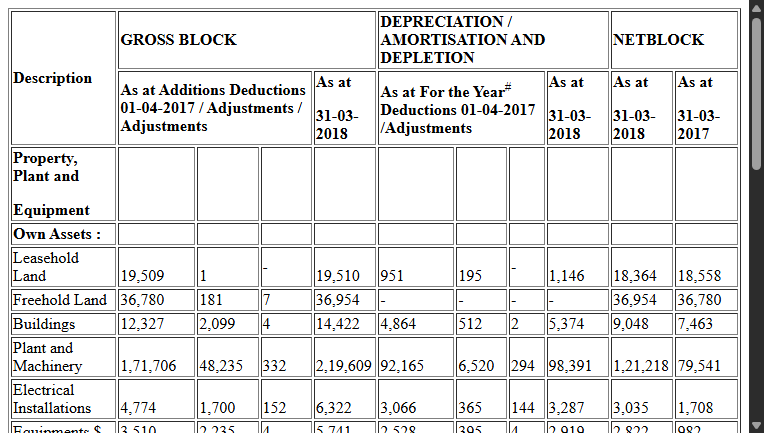 Description GROSS BLOCK DEPRECIATION / AMORTISATION AND DEPLETION NETBLOCK
As at Additions Deductions 01-04-2017 / Adjustments / Adjustments As at 31-03-2018 As at For the Year# Deductions 01-04-2017 /Adjustments As at 31-03-2018 As at 31-03-2018 As at 31-03-2017
Property, Plant and Equipment
Own Assets :
Leasehold Land 19,509 1 - 19,510 951 195 - 1,146 18,364 18,558
Freehold Land 36,780 181 7 36,954 - - - - 36,954 36,780
Buildings 12,327 2,099 4 14,422 4,864 512 2 5,374 9,048 7,463
Plant and Machinery 1,71,706 48,235 332 2,19,609 92,165 6,520 294 98,391 1,21,218 79,541
Electrical Installations 4,774 1,700 152 6,322 3,066 365 144 3,287 3,035 1,708
Equipments $ 3,510 2,235 4 5,741 2,528 395 4 2,919 2,822 982